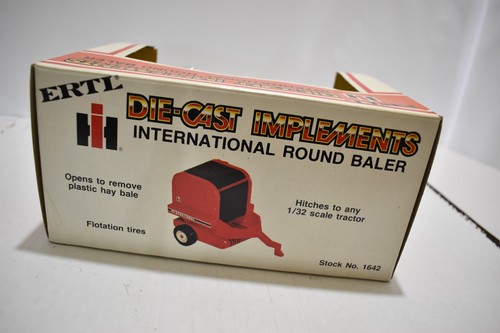 ERTL®
IH®
DIE-CAST IMPLEMENTS
INTERNATIONAL ROUND BALER
Opens to remove
plastic hay bale
Hitches to any
1/32 scale tractor
Flotation tires
Stock No. 1642